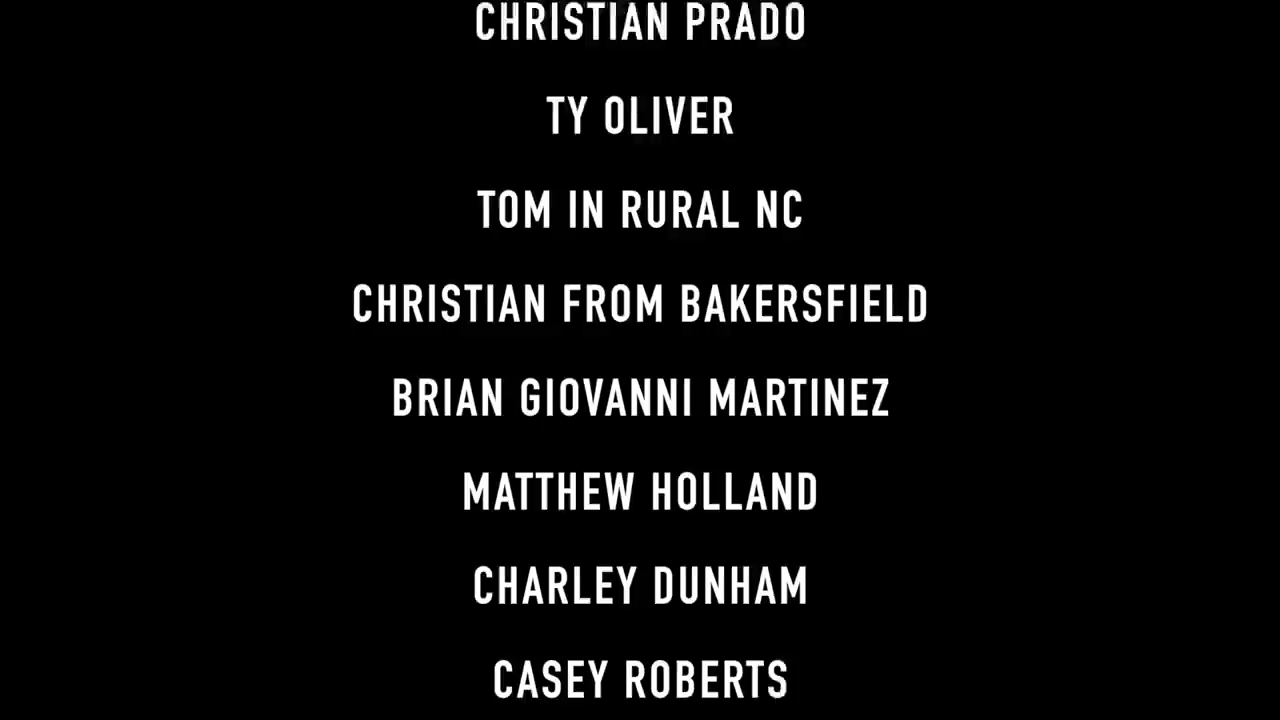 CHRISTIAN PRADO
TY OLIVER
TOM IN RURAL NC
CHRISTIAN FROM BAKERSFIELD
BRIAN GIOVANNI MARTINEZ
MATTHEW HOLLAND
CHARLEY DUNHAM
CASEY ROBERTS